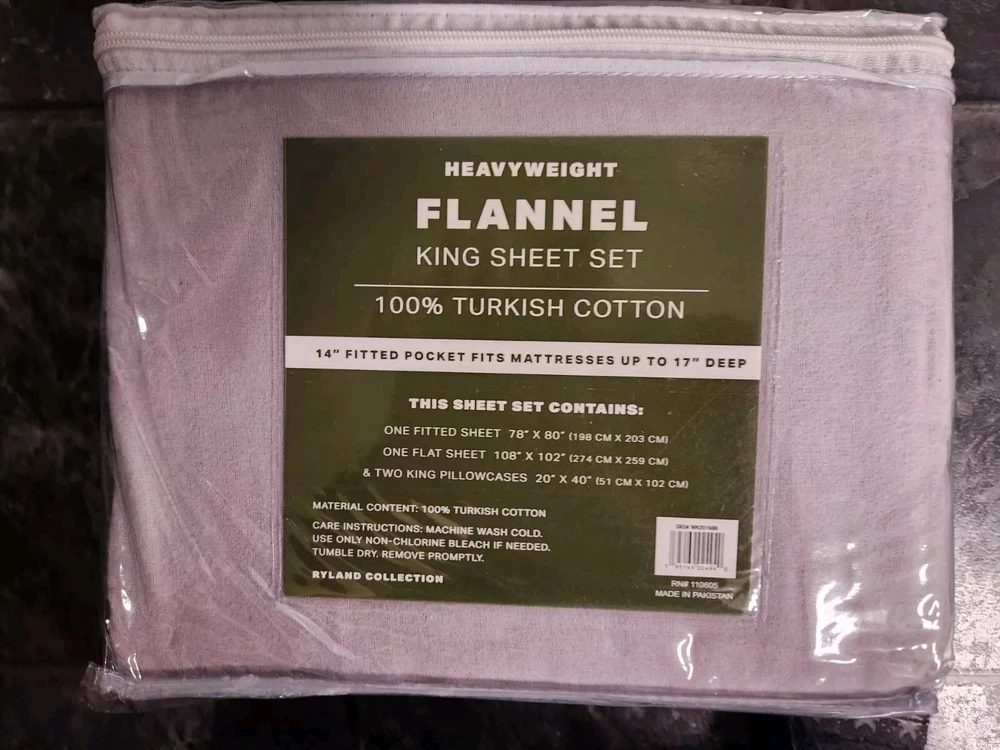 HEAVYWEIGHT
FLANNEL
KING SHEET SET
100% TURKISH COTTON
14" FITTED POCKET FITS MATTRESSES UP TO 17" DEEP
THIS SHEET SET CONTAINS:
ONE FITTED SHEET 78" X 80" (198 CM X 203 CM)
ONE FLAT SHEET 108" X 102" (274 CM X 259 CM)
& TWO KING PILLOWCASES 20" X 40" (51 CM X 102 CM)
MATERIAL CONTENT: 100% TURKISH COTTON
CARE INSTRUCTIONS: MACHINE WASH COLD.
USE ONLY NON-CHLORINE BLEACH IF NEEDED.
TUMBLE DRY. REMOVE PROMPTLY.
RYLAND COLLECTION
SKU#
RN# 110605
MADE IN PAKISTAN